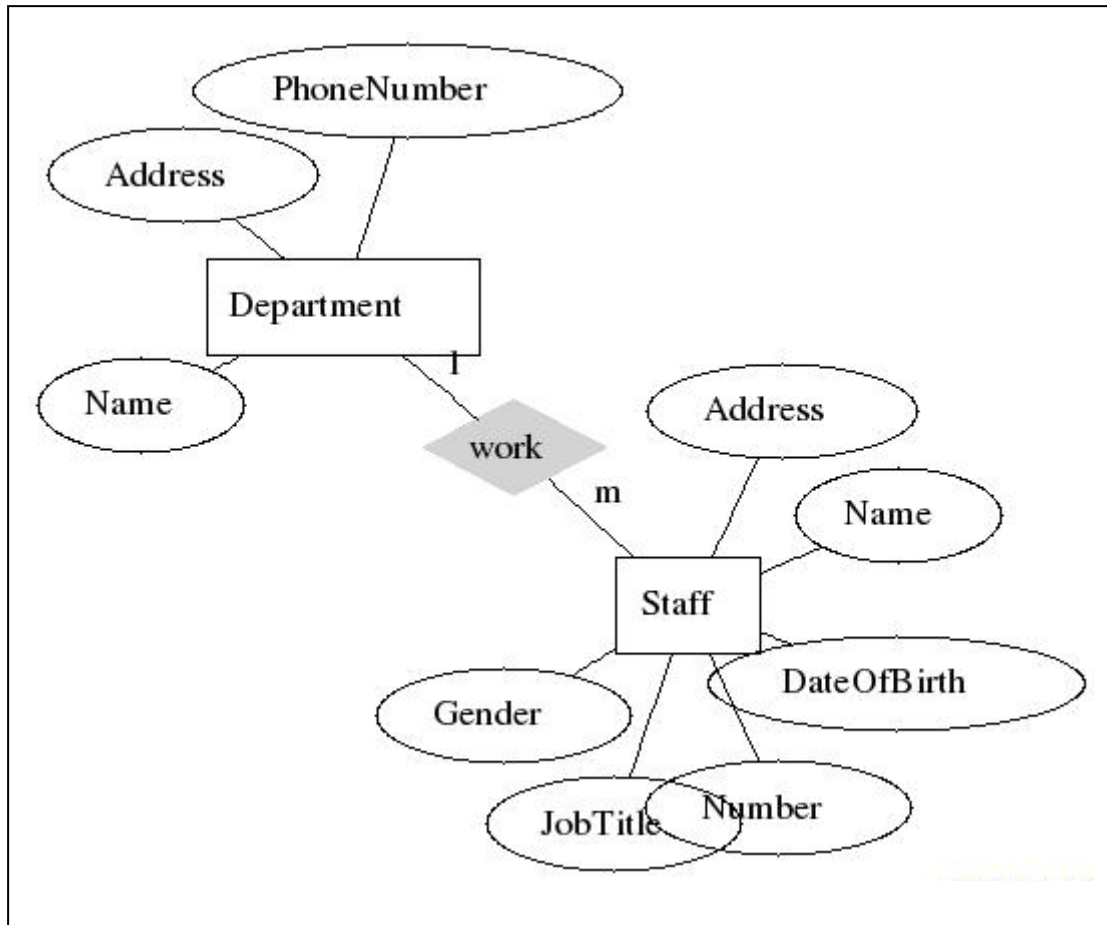 PhoneNumber
Address
Department
1
Name
Address
work
m
Name
Staff
DateOfBirth
Gender
Number
JobTitle